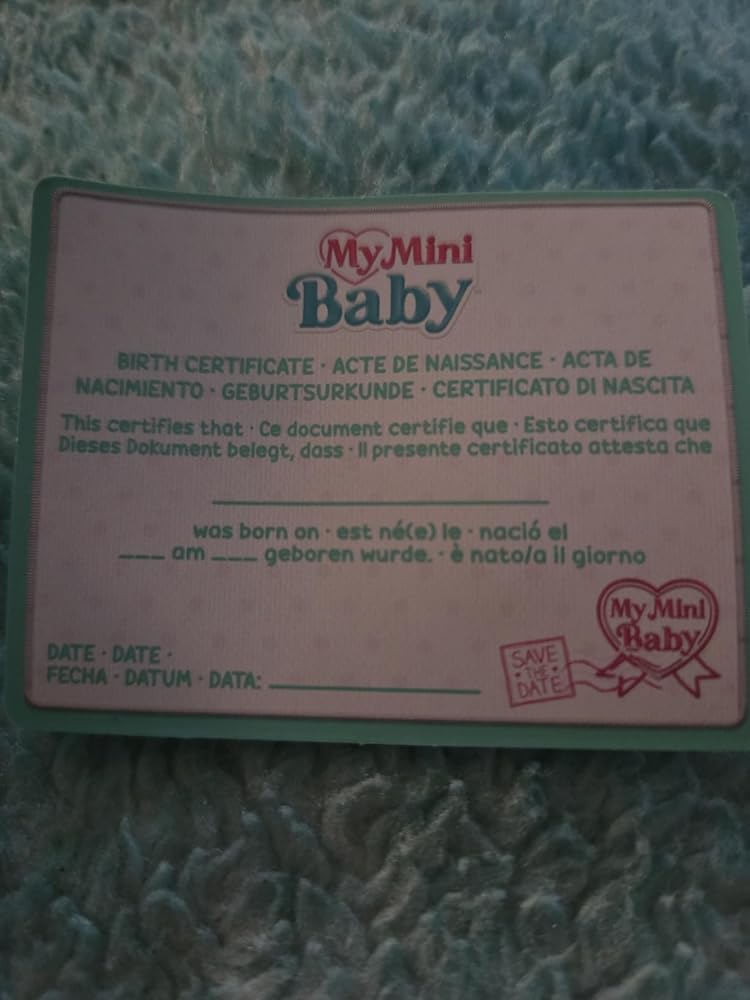 My Mini
Baby
BIRTH CERTIFICATE · ACTE DE NAISSANCE · ACTA DE
NACIMIENTO · GEBURTSURKUNDE · CERTIFICATO DI NASCITA
This certifies that · Ce document certifie que · Esto certifica que
Dieses Dokument belegt, dass · Il presente certificato attesta che
was born on · est né(e) le · nació el
___ am ___ geboren wurde. · è nato/a il giorno
DATE · DATE ·
FECHA · DATUM · DATA:
SAVE
·THE·
DATE
My Mini
Baby